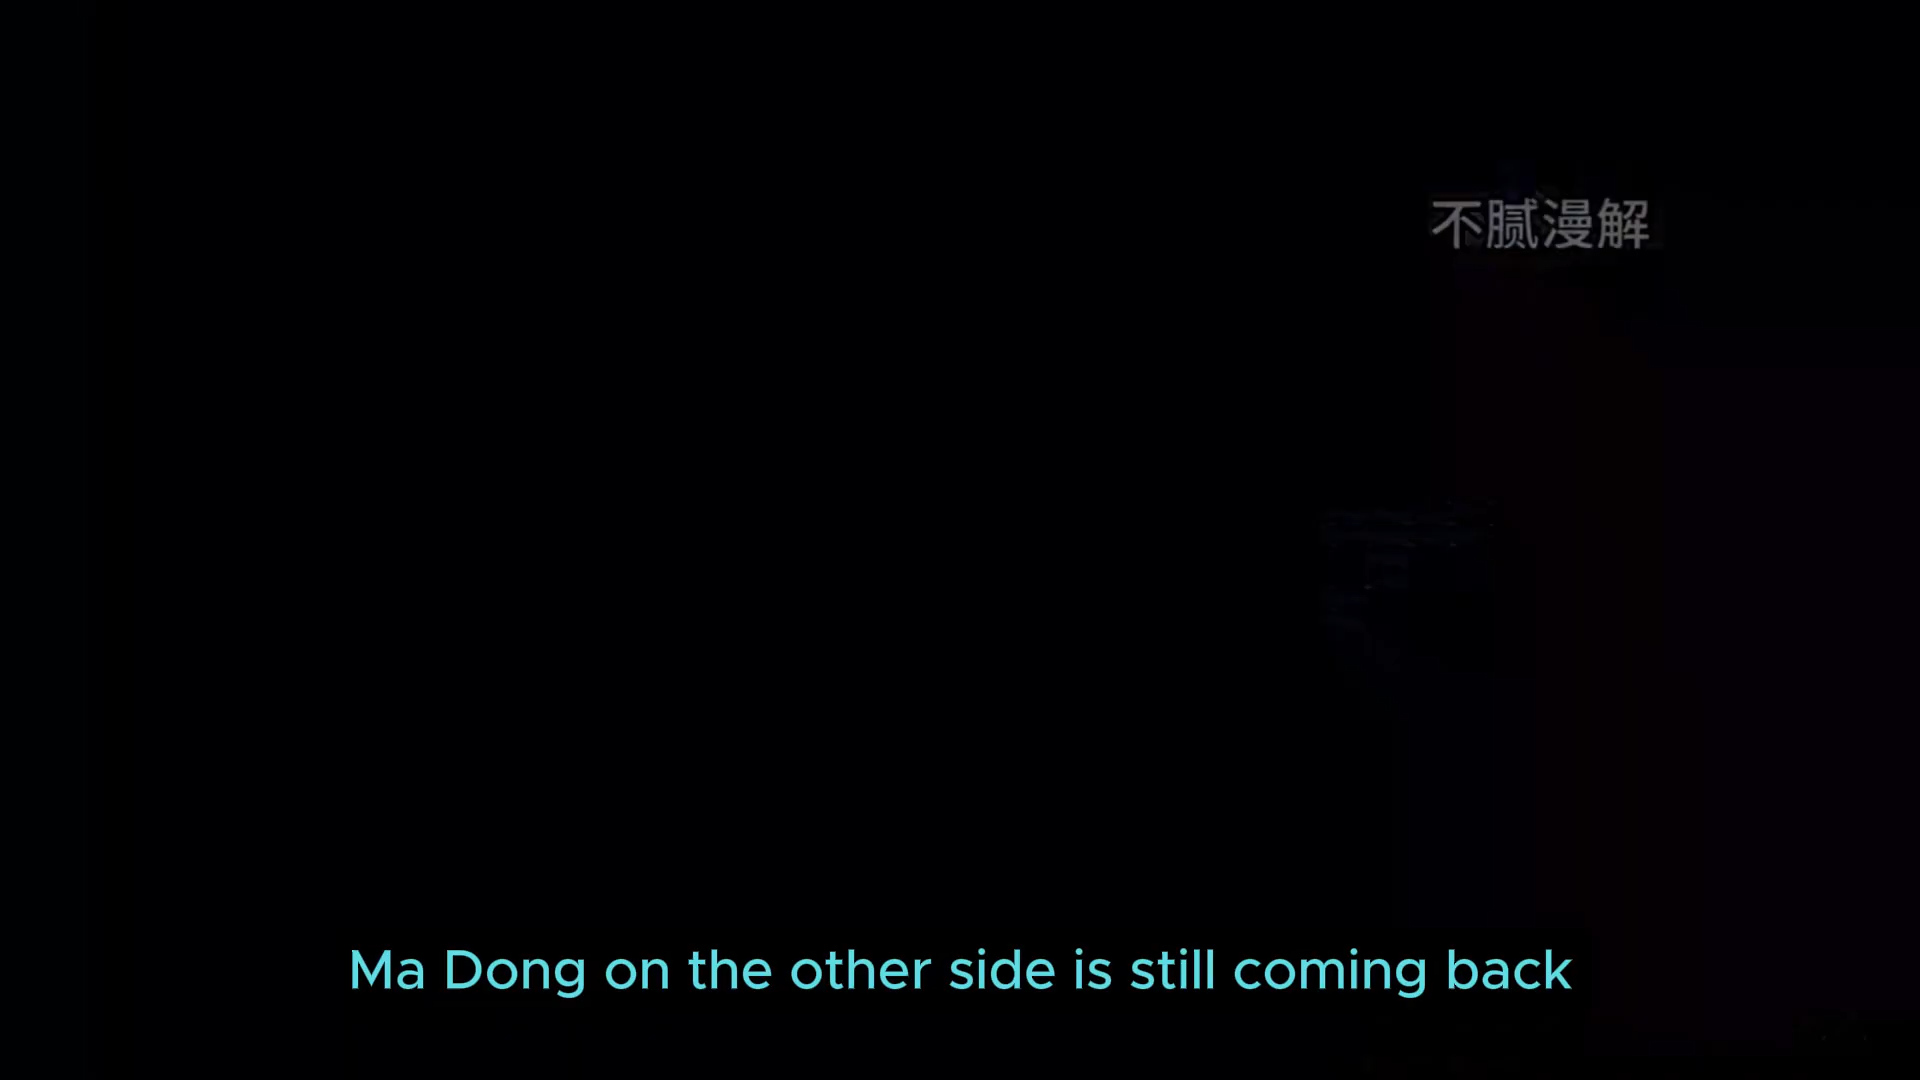 不腻漫解
Ma Dong on the other side is still coming back